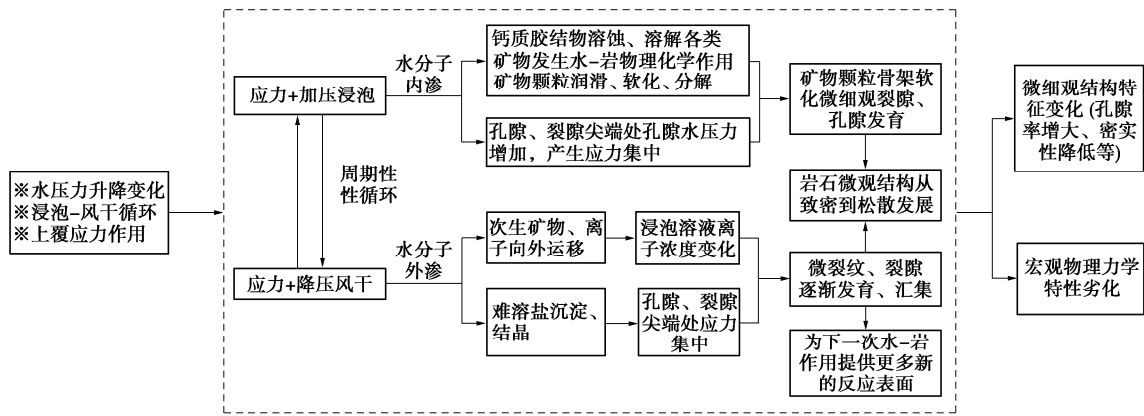 ※水压力升降变化
※浸泡-风干循环
※上覆应力作用
应力+加压浸泡
周期性
性循环
应力+降压风干
水分子
内渗
钙质胶结物溶蚀、溶解各类
矿物发生水-岩物理化学作用
矿物颗粒润滑、软化、分解
孔隙、裂隙尖端处孔隙水压力
增加，产生应力集中
水分子
外渗
次生矿物、离
子向外运移
浸泡溶液离
子浓度变化
难溶盐沉淀、
结晶
孔隙、裂隙
尖端处应力
集中
矿物颗粒骨架软
化微细观裂隙、
孔隙发育
岩石微观结构从
致密到松散发展
微裂纹、裂隙
逐渐发育、汇集
为下一次水-岩
作用提供更多新
的反应表面
微细观结构特
征变化 (孔隙
率增大、密实
性降低等)
宏观物理力学
特性劣化